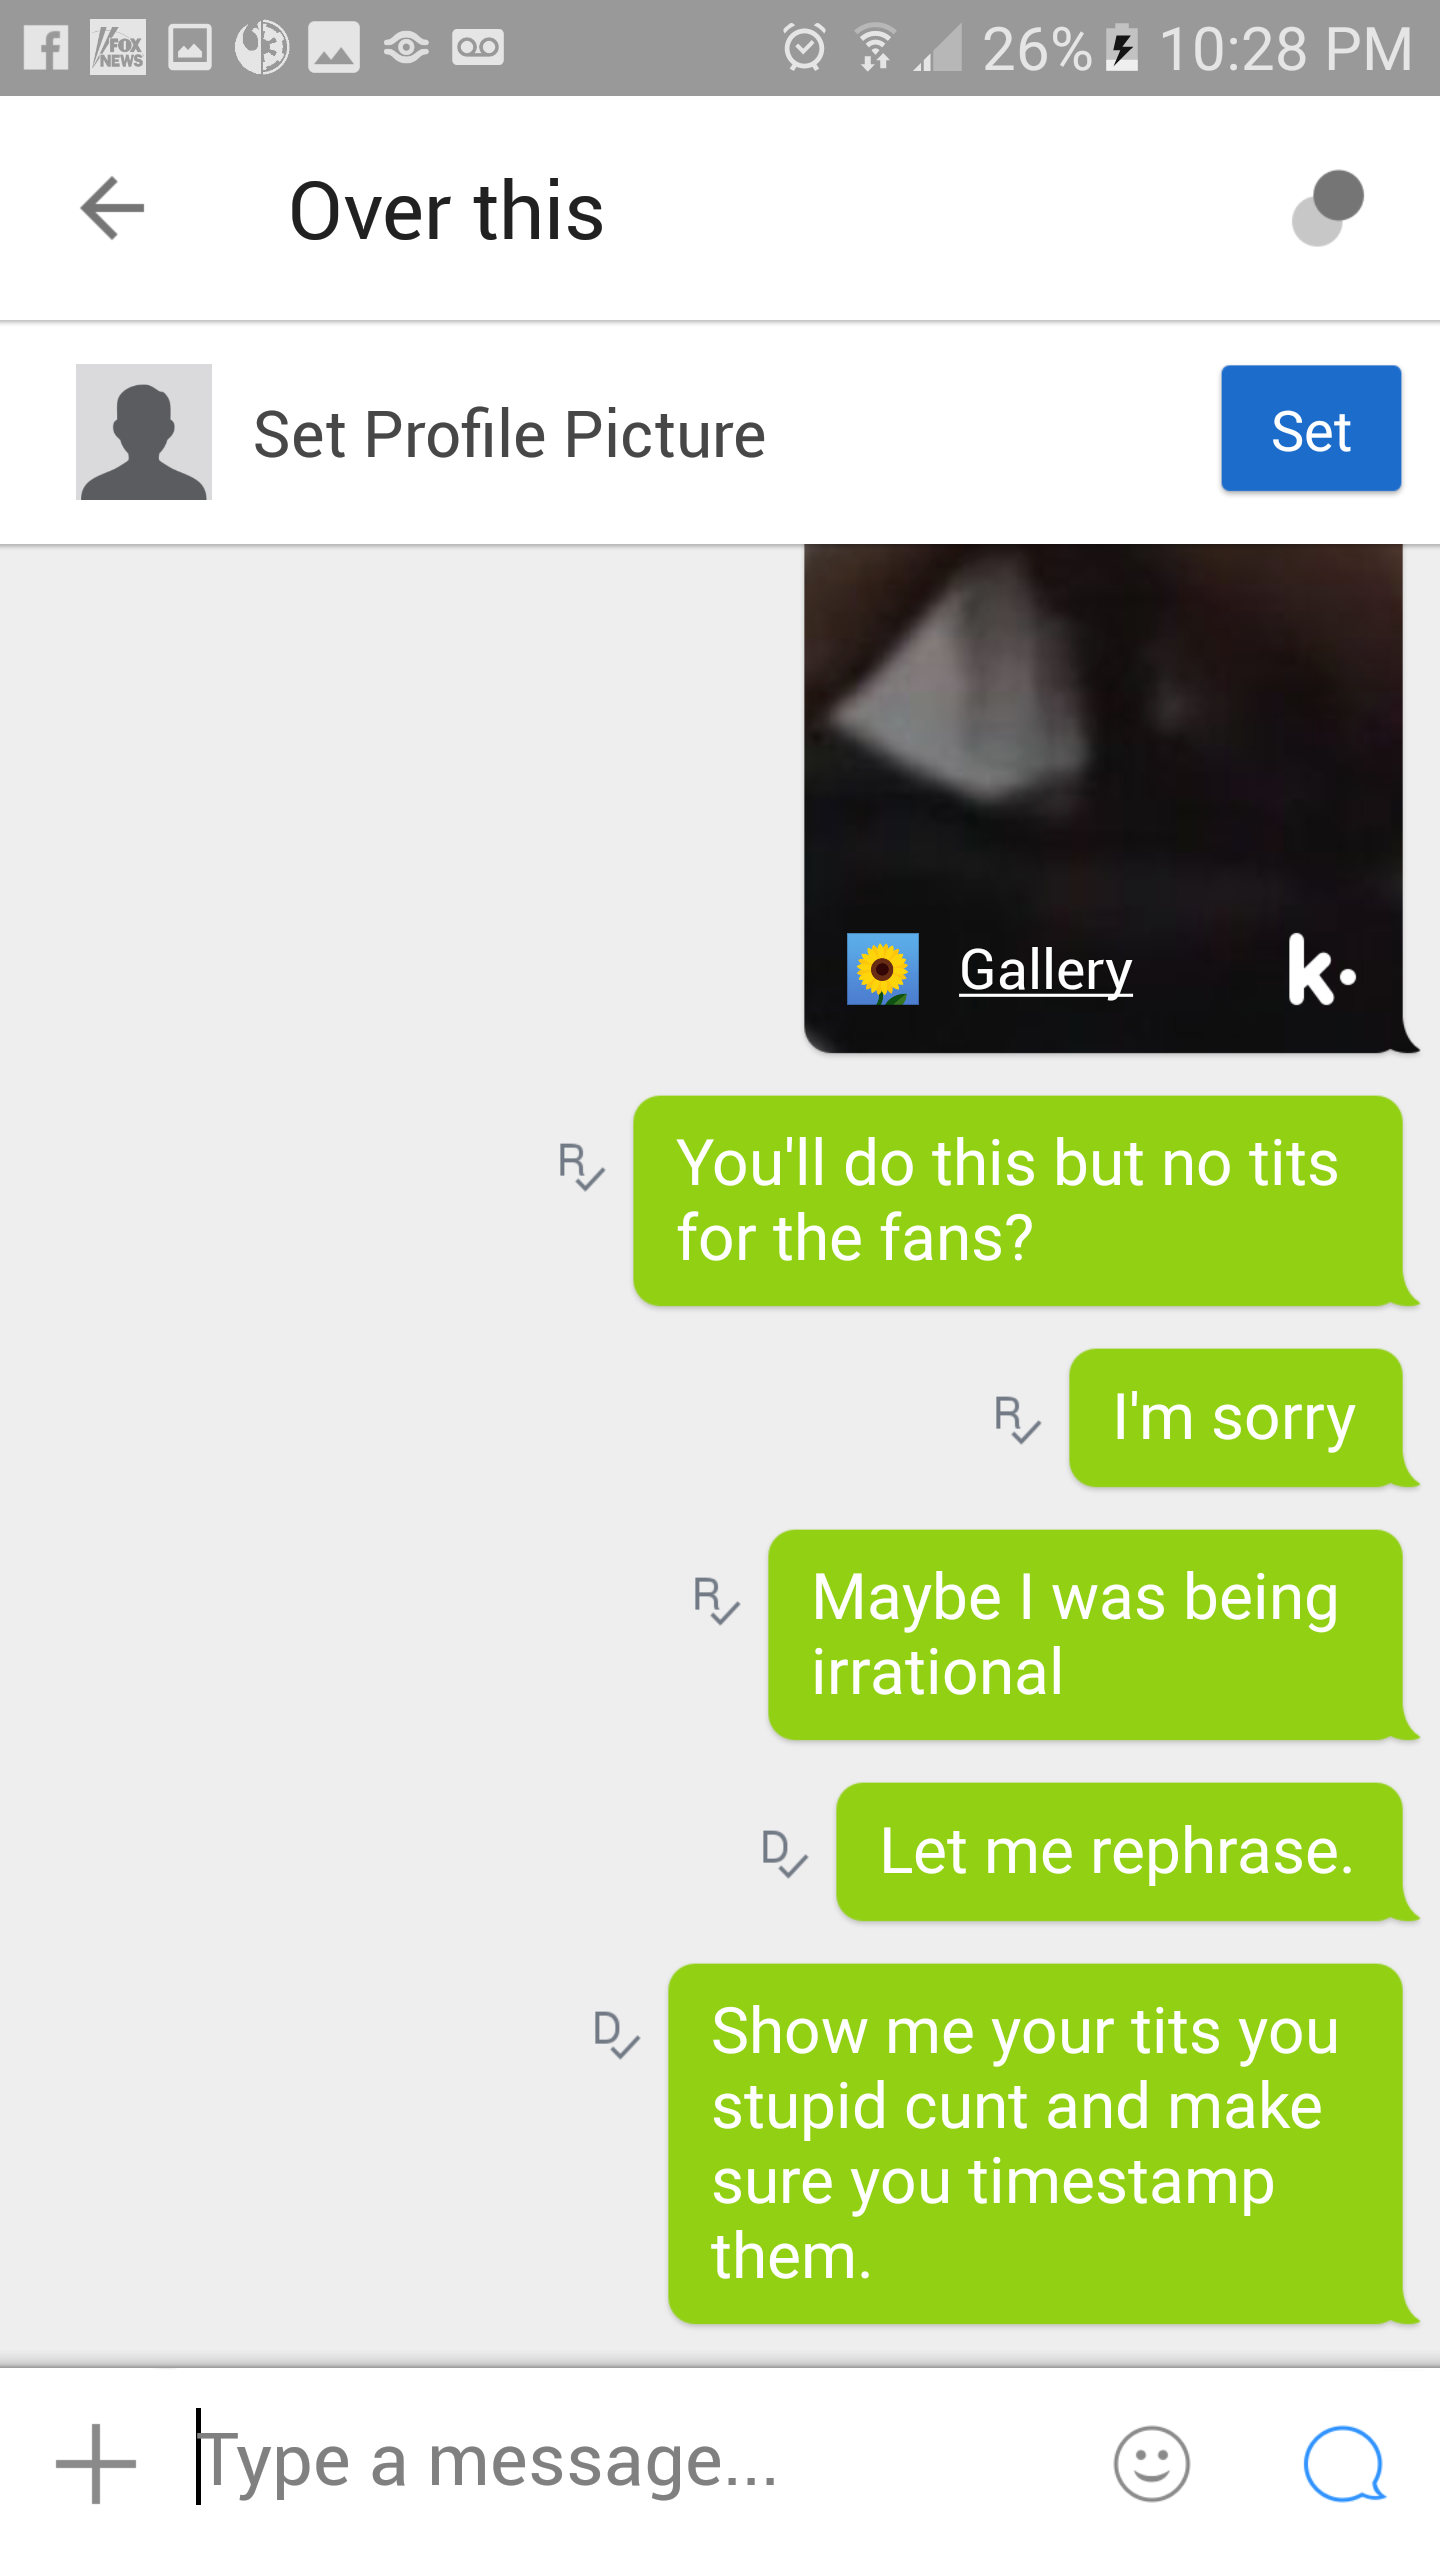 FOX
NEWS
26% 10:28 PM
Over this
Set Profile Picture
Set
Gallery
k.
R
You'll do this but no tits
for the fans?
R
I'm sorry
R
Maybe I was being
irrational
D
Let me rephrase.
D
Show me your tits you
stupid cunt and make
sure you timestamp
them.
Type a message...